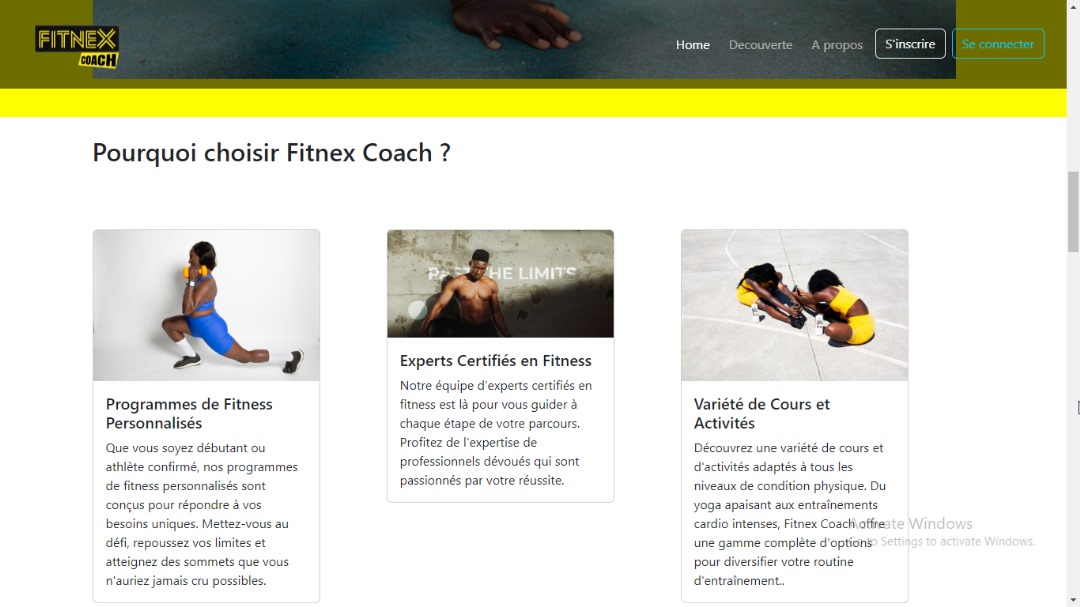 FITNEX
COACH
Home
Decouverte
A propos
S'inscrire
Se connecter
Pourquoi choisir Fitnex Coach ?
PAST THE LIMITS
Programmes de Fitness
Personnalisés
Que vous soyez débutant ou
athlète confirmé, nos programmes
de fitness personnalisés sont
conçus pour répondre à vos
besoins uniques. Mettez-vous au
défi, repoussez vos limites et
atteignez des sommets que vous
n'auriez jamais cru possibles.
Experts Certifiés en Fitness
Notre équipe d'experts certifiés en
fitness est là pour vous guider à
chaque étape de votre parcours.
Profitez de l'expertise de
professionnels dévoués qui sont
passionnés par votre réussite.
Variété de Cours et
Activités
Découvrez une variété de cours et
d'activités adaptés à tous les
niveaux de condition physique. Du
yoga apaisant aux entraînements
cardio intenses, Fitnex Coach offre
une gamme complète d'options
pour diversifier votre routine
d'entraînement..
Activate Windows
Go to Settings to activate Windows.